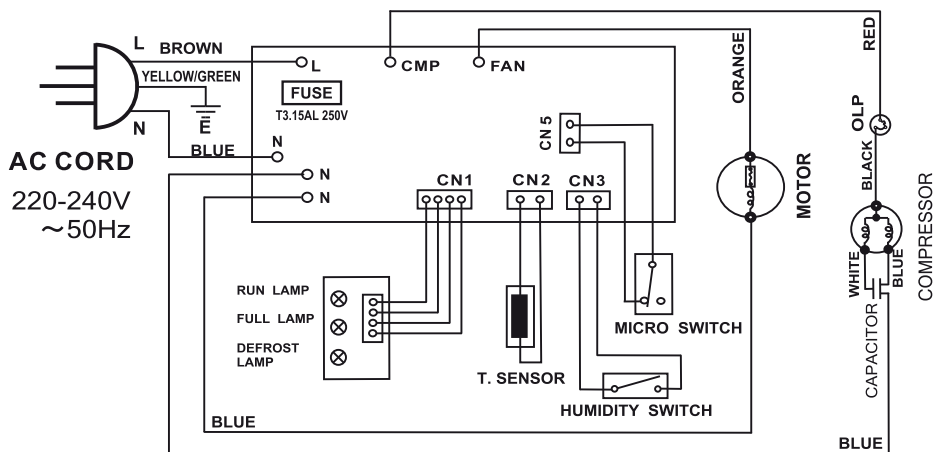 L
BROWN
YELLOW/GREEN
E
N
BLUE
AC CORD
220-240V
～50Hz
L
FUSE
T3.15AL 250V
CMP
FAN
N
N
N
CN5
CN1
CN2
CN3
ORANGE
MOTOR
RED
OLP
BLACK
COMPRESSOR
WHITE
BLUE
CAPACITOR
RUN LAMP
FULL LAMP
DEFROST
LAMP
T. SENSOR
MICRO SWITCH
HUMIDITY SWITCH
BLUE
BLUE